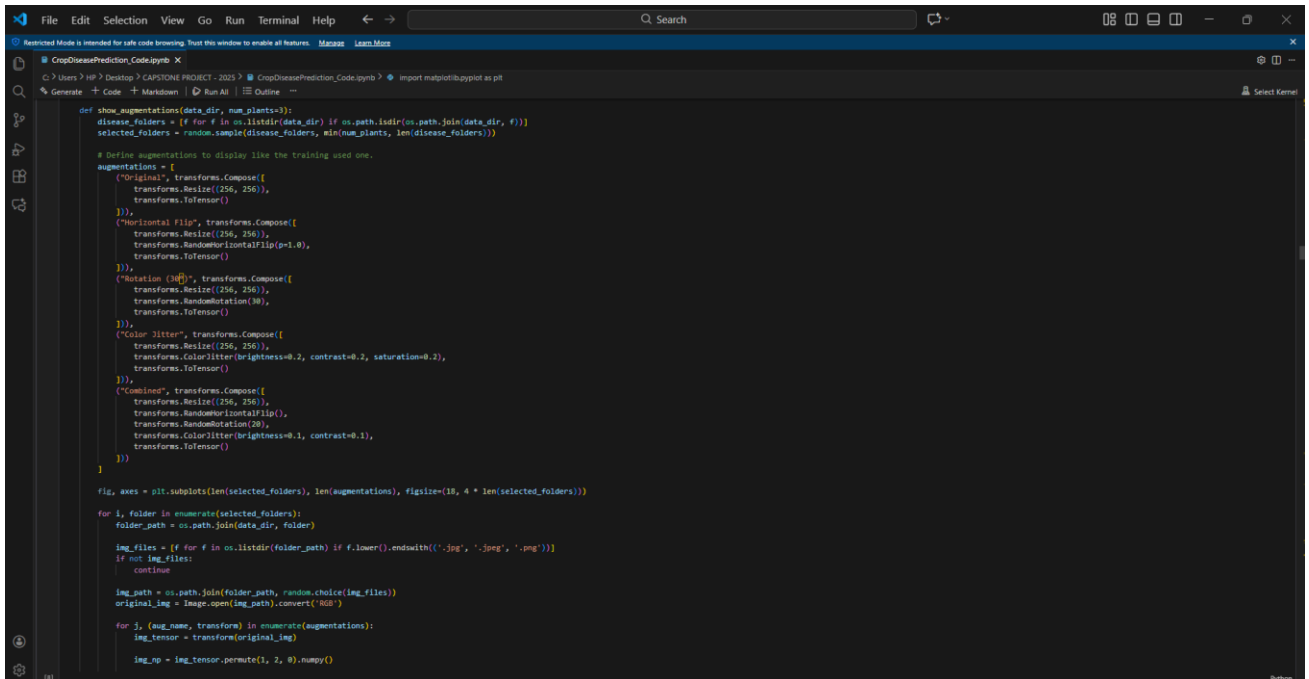 File Edit Selection View Go Run Terminal Help Search
Restricted Mode is intended for safe code browsing. Trust this window to enable all features. Manage Learn More
CropDiseasePrediction_Code.ipynb
C: > Users > HP > Desktop > CAPSTONE PROJECT - 2025 > CropDiseasePrediction_Code.ipynb > import matplotlib.pyplot as plt
Generate + Code + Markdown | Run All | Outline ... Select Kernel
def show_augmentations(data_dir, num_plants=3):
    disease_folders = [f for f in os.listdir(data_dir) if os.path.isdir(os.path.join(data_dir, f))]
    selected_folders = random.sample(disease_folders, min(num_plants, len(disease_folders)))
    # Define augmentations to display like the training used one.
    augmentations = [
        ("Original", transforms.Compose([
            transforms.Resize((256, 256)),
            transforms.ToTensor()
        ])),
        ("Horizontal Flip", transforms.Compose([
            transforms.Resize((256, 256)),
            transforms.RandomHorizontalFlip(p=1.0),
            transforms.ToTensor()
        ])),
        ("Rotation (30°)", transforms.Compose([
            transforms.Resize((256, 256)),
            transforms.RandomRotation(30),
            transforms.ToTensor()
        ])),
        ("Color Jitter", transforms.Compose([
            transforms.Resize((256, 256)),
            transforms.ColorJitter(brightness=0.2, contrast=0.2, saturation=0.2),
            transforms.ToTensor()
        ])),
        ("Combined", transforms.Compose([
            transforms.Resize((256, 256)),
            transforms.RandomHorizontalFlip(),
            transforms.RandomRotation(20),
            transforms.ColorJitter(brightness=0.1, contrast=0.1),
            transforms.ToTensor()
        ]))
    ]
    fig, axes = plt.subplots(len(selected_folders), len(augmentations), figsize=(18, 4 * len(selected_folders)))
    for i, folder in enumerate(selected_folders):
        folder_path = os.path.join(data_dir, folder)
        img_files = [f for f in os.listdir(folder_path) if f.lower().endswith(('.jpg', '.jpeg', '.png'))]
        if not img_files:
            continue
        img_path = os.path.join(folder_path, random.choice(img_files))
        original_img = Image.open(img_path).convert('RGB')
        for j, (aug_name, transform) in enumerate(augmentations):
            img_tensor = transform(original_img)
            img_np = img_tensor.permute(1, 2, 0).numpy()
Python